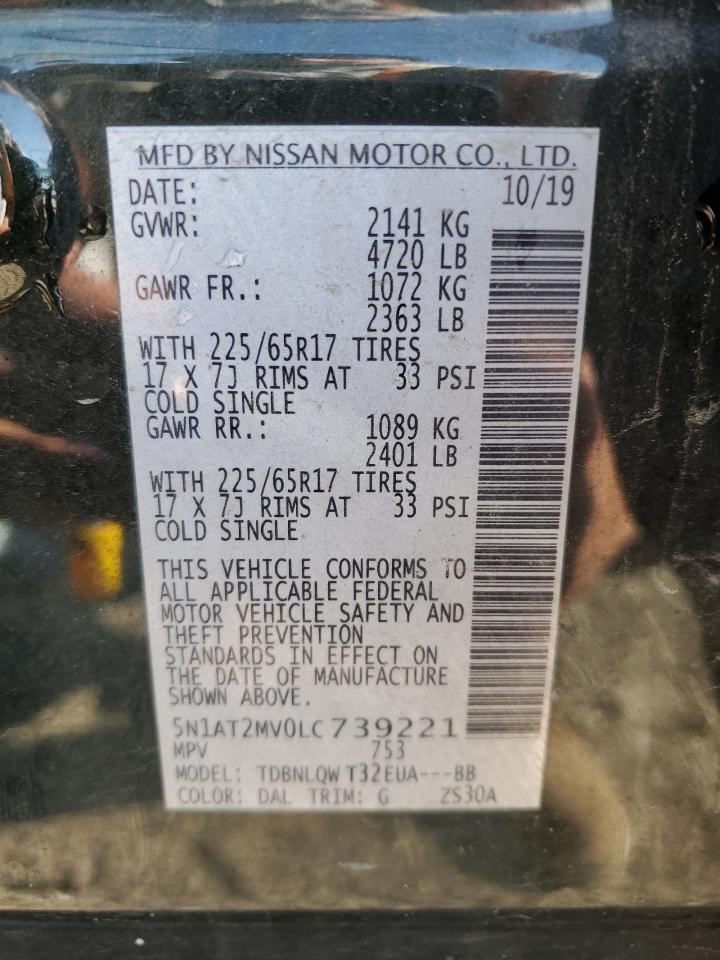 MFD BY NISSAN MOTOR CO., LTD.
DATE: 10/19
GVWR: 2141 KG
4720 LB
GAWR FR.: 1072 KG
2363 LB
WITH 225/65R17 TIRES
17 X 7J RIMS AT 33 PSI
COLD SINGLE
GAWR RR.: 1089 KG
2401 LB
WITH 225/65R17 TIRES
17 X 7J RIMS AT 33 PSI
COLD SINGLE
THIS VEHICLE CONFORMS TO
ALL APPLICABLE FEDERAL
MOTOR VEHICLE SAFETY AND
THEFT PREVENTION
STANDARDS IN EFFECT ON
THE DATE OF MANUFACTURE
SHOWN ABOVE.
5N1AT2MV0LC739221
MPV 753
MODEL: TDBNLQW T32EUA---BB
COLOR: DAL TRIM: G ZS30A